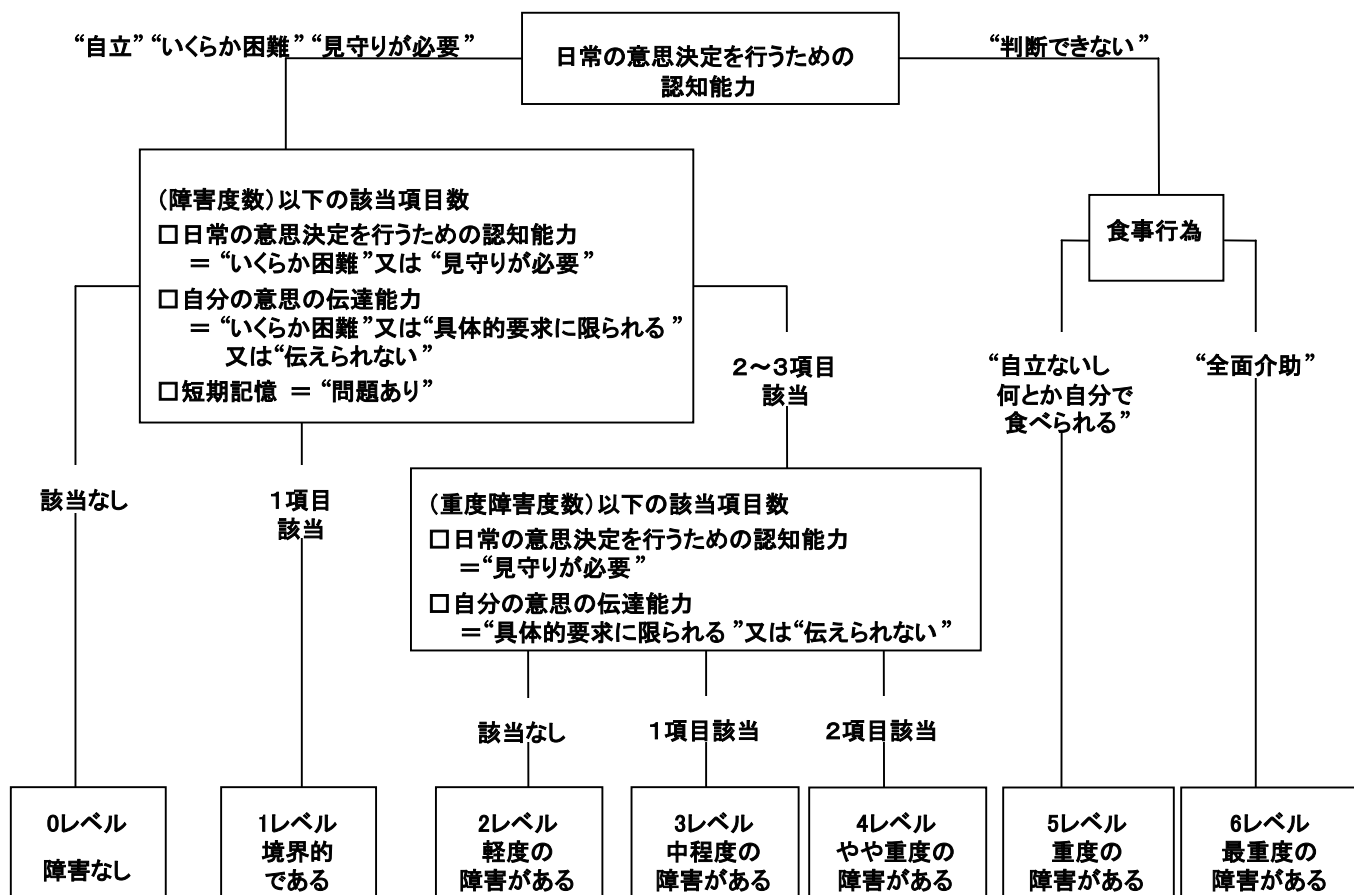 “自立” “いくらか困難” “見守りが必要”
日常の意思決定を行うための
認知能力
“判断できない”
（障害度数）以下の該当項目数
□日常の意思決定を行うための認知能力
＝ “いくらか困難”又は “見守りが必要”
□自分の意思の伝達能力
＝ “いくらか困難”又は“具体的要求に限られる”
又は“伝えられない”
□短期記憶 ＝ “問題あり”
食事行為
２～３項目
該当
“自立ないし
何とか自分で
食べられる”
“全面介助”
該当なし
１項目
該当
（重度障害度数）以下の該当項目数
□日常の意思決定を行うための認知能力
＝“見守りが必要”
□自分の意思の伝達能力
＝“具体的要求に限られる”又は“伝えられない”
該当なし
１項目該当
２項目該当
0レベル
障害なし
1レベル
境界的
である
2レベル
軽度の
障害がある
3レベル
中程度の
障害がある
4レベル
やや重度の
障害がある
5レベル
重度の
障害がある
6レベル
最重度の
障害がある